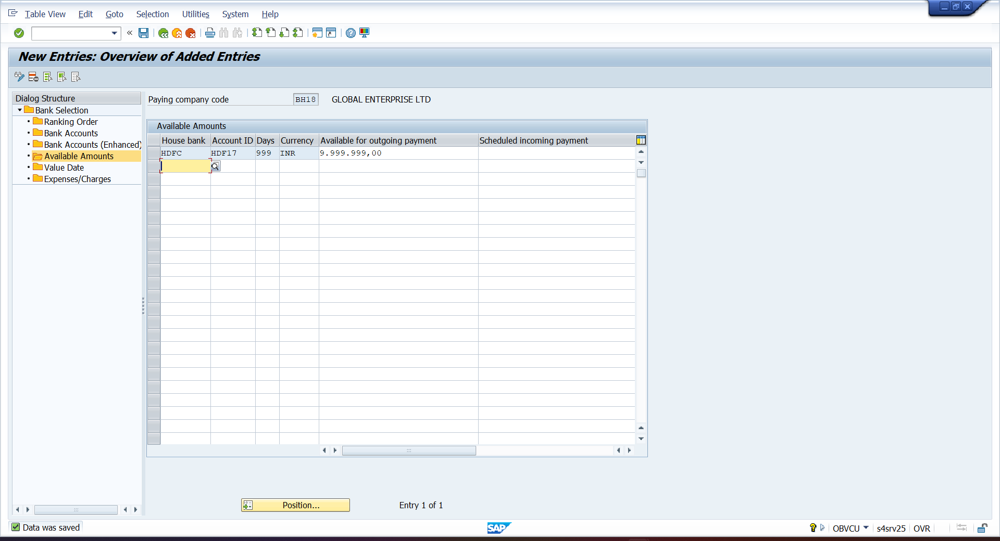 Table View Edit Goto Selection Utilities System Help
New Entries: Overview of Added Entries
Dialog Structure
Bank Selection
Ranking Order
Bank Accounts
Bank Accounts (Enhanced)
Available Amounts
Value Date
Expenses/Charges
Paying company code BH18 GLOBAL ENTERPRISE LTD
Available Amounts
House bank Account ID Days Currency Available for outgoing payment Scheduled incoming payment
HDFC HDF17 999 INR 9.999.999,00
Position... Entry 1 of 1
Data was saved SAP OBVCU s4srv25 OVR